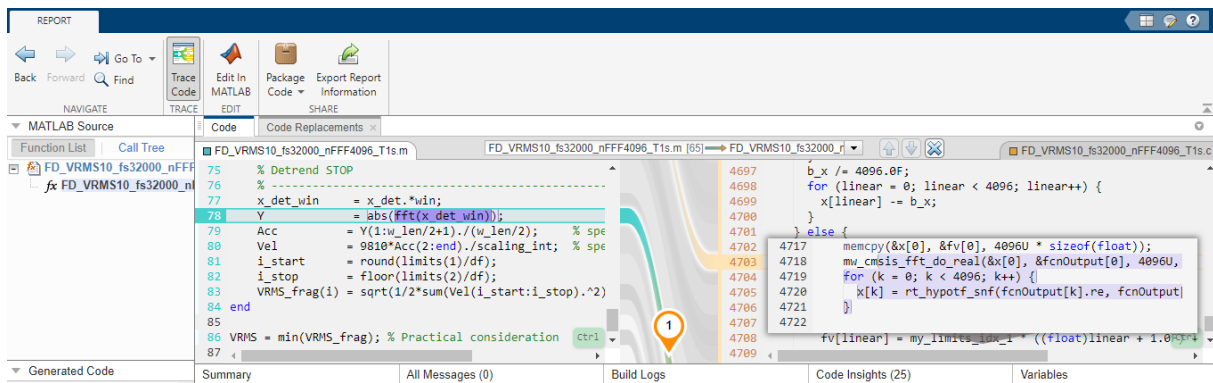 REPORT
Back Forward Go To Find
Trace Code
Edit In MATLAB
Package Code
Export Report Information
NAVIGATE TRACE EDIT SHARE
MATLAB Source
Code Code Replacements
Function List Call Tree
FD_VRMS10_fs32000_nFFF4096_T1s.m
FD_VRMS10_fs32000_nFFF4096_T1s.m [65] FD_VRMS10_fs32000_r
FD_VRMS10_fs32000_nFFF4096_T1s.c
FD_VRMS10_fs32000_nFFF
fx FD_VRMS10_fs32000_nl
75 % Detrend STOP
76 % -----------------------------------------
77 x_det_win = x_det.*win;
78 Y = abs(fft(x_det_win));
79 Acc = Y(1:w_len/2+1)./(w_len/2); % spe
80 Vel = 9810*Acc(2:end)./scaling_int; % spe
81 i_start = round(limits(1)/df);
82 i_stop = floor(limits(2)/df);
83 VRMS_frag(i) = sqrt(1/2*sum(Vel(i_start:i_stop).^2)
84 end
85
86 VRMS = min(VRMS_frag); % Practical consideration Ctrl
87
1
4697 b_x /= 4096.0F;
4698 for (linear = 0; linear < 4096; linear++) {
4699 x[linear] -= b_x;
4700 }
4701 } else {
4702
4703
4704
4705
4706
4707
4708 fv[linear] = my_limits_idx_1 * ((float)linear + 1.0F
4709
4717 memcpy(&x[0], &fv[0], 4096U * sizeof(float));
4718 mw_cmsis_fft_do_real(&x[0], &fcnOutput[0], 4096U,
4719 for (k = 0; k < 4096; k++) {
4720 x[k] = rt_hypotf_snf(fcnOutput[k].re, fcnOutput
4721 }
4722
Generated Code
Summary All Messages (0) Build Logs Code Insights (25) Variables